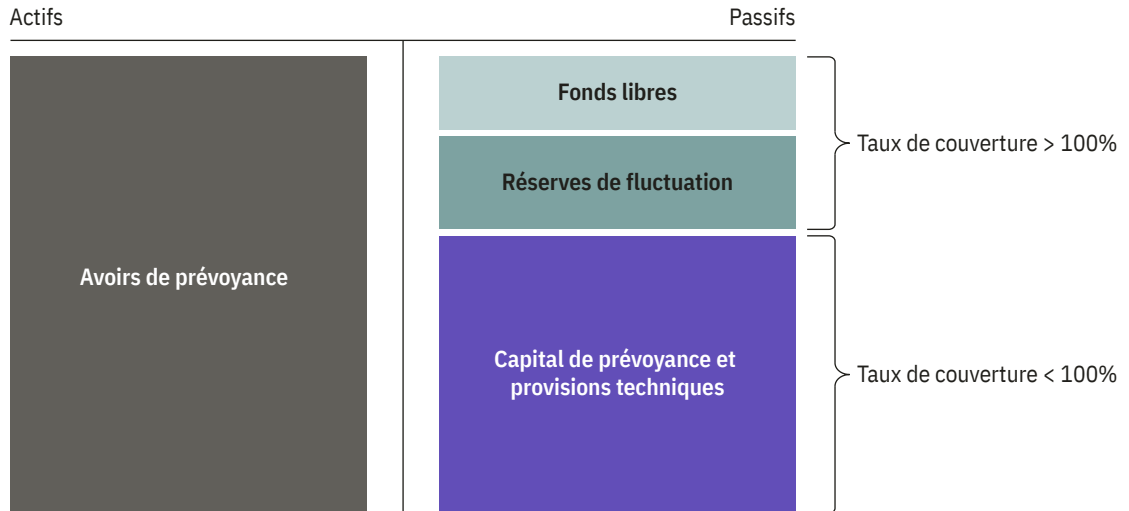 Actifs
Passifs
Fonds libres
Taux de couverture > 100%
Réserves de fluctuation
Avoirs de prévoyance
Capital de prévoyance et
provisions techniques
Taux de couverture < 100%